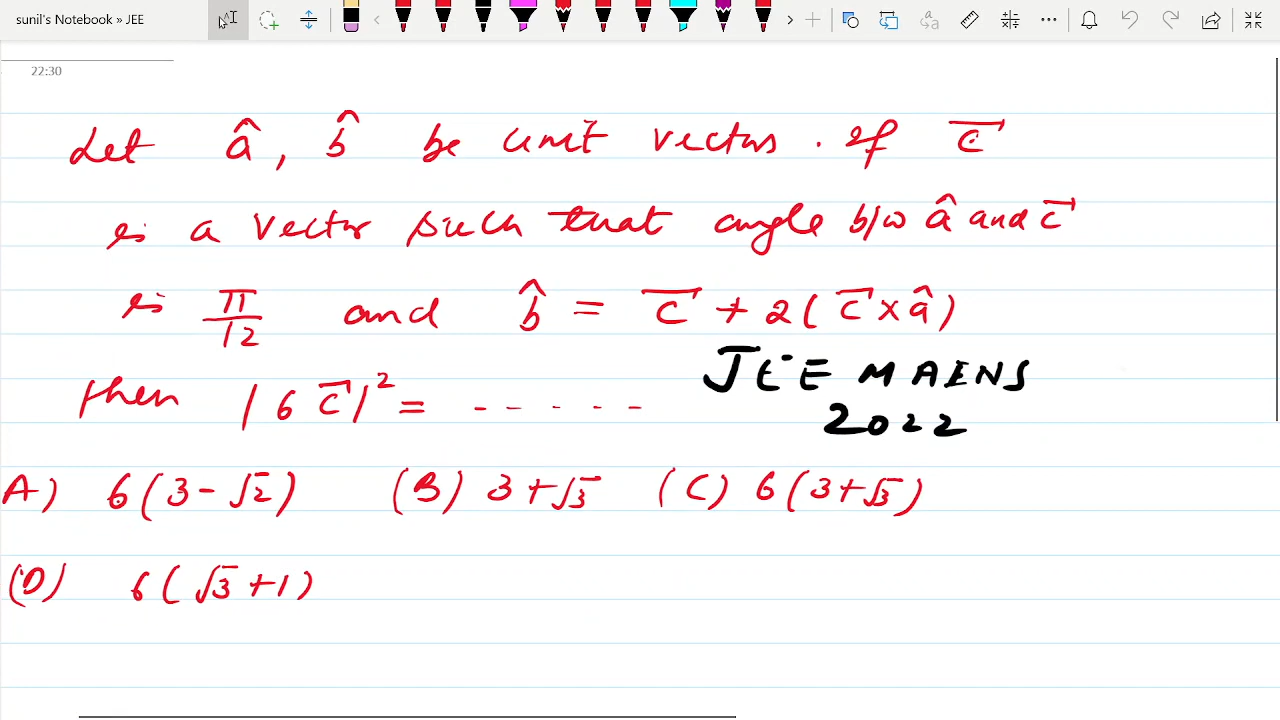 sunil's Notebook » JEE
22:30
Let â, b̂ be unit vectors. If c⃗
is a vector such that angle b/w â and c⃗
is π/12 and b̂ = c⃗ + 2(c⃗ × â)
then |6 c⃗|² = - - - - -
JEE MAINS
2022
A) 6(3-√2) (B) 3+√3 (C) 6(3+√3)
(D) 6(√3+1)